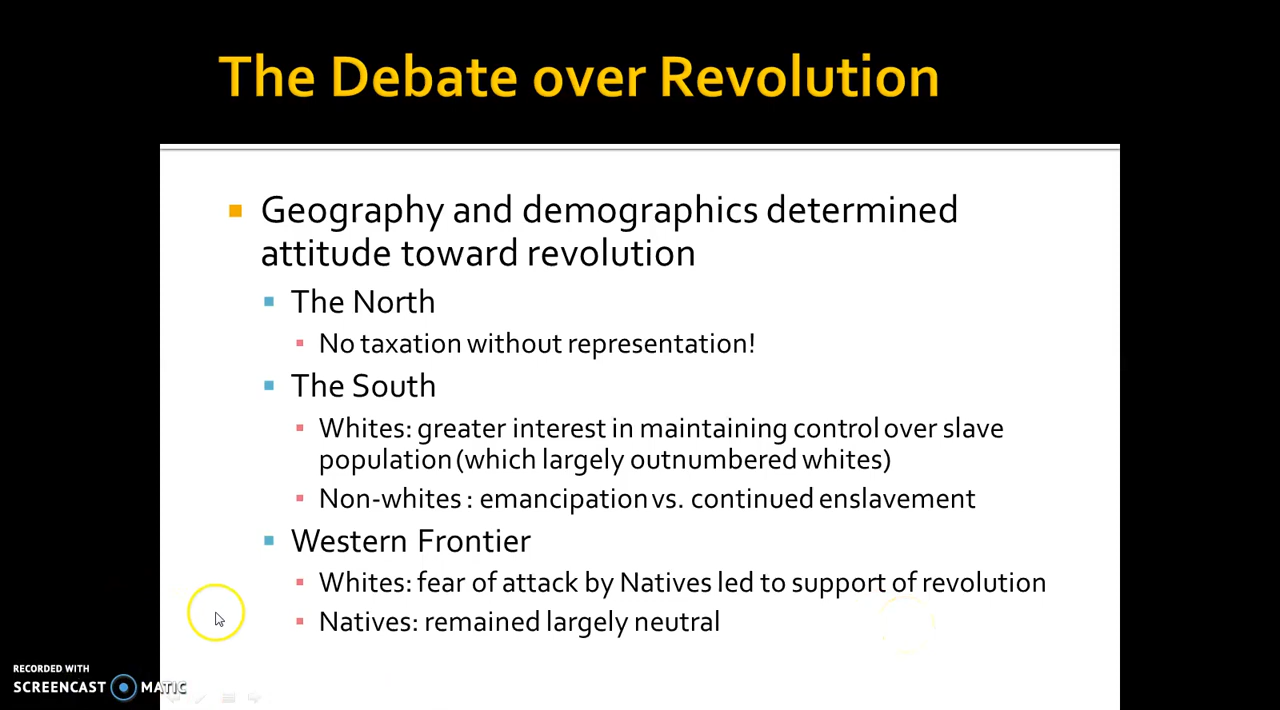 The Debate over Revolution
Geography and demographics determined
attitude toward revolution
The North
No taxation without representation!
The South
Whites: greater interest in maintaining control over slave
population (which largely outnumbered whites)
Non-whites : emancipation vs. continued enslavement
Western Frontier
Whites: fear of attack by Natives led to support of revolution
Natives: remained largely neutral
RECORDED WITH
SCREENCAST MATIC